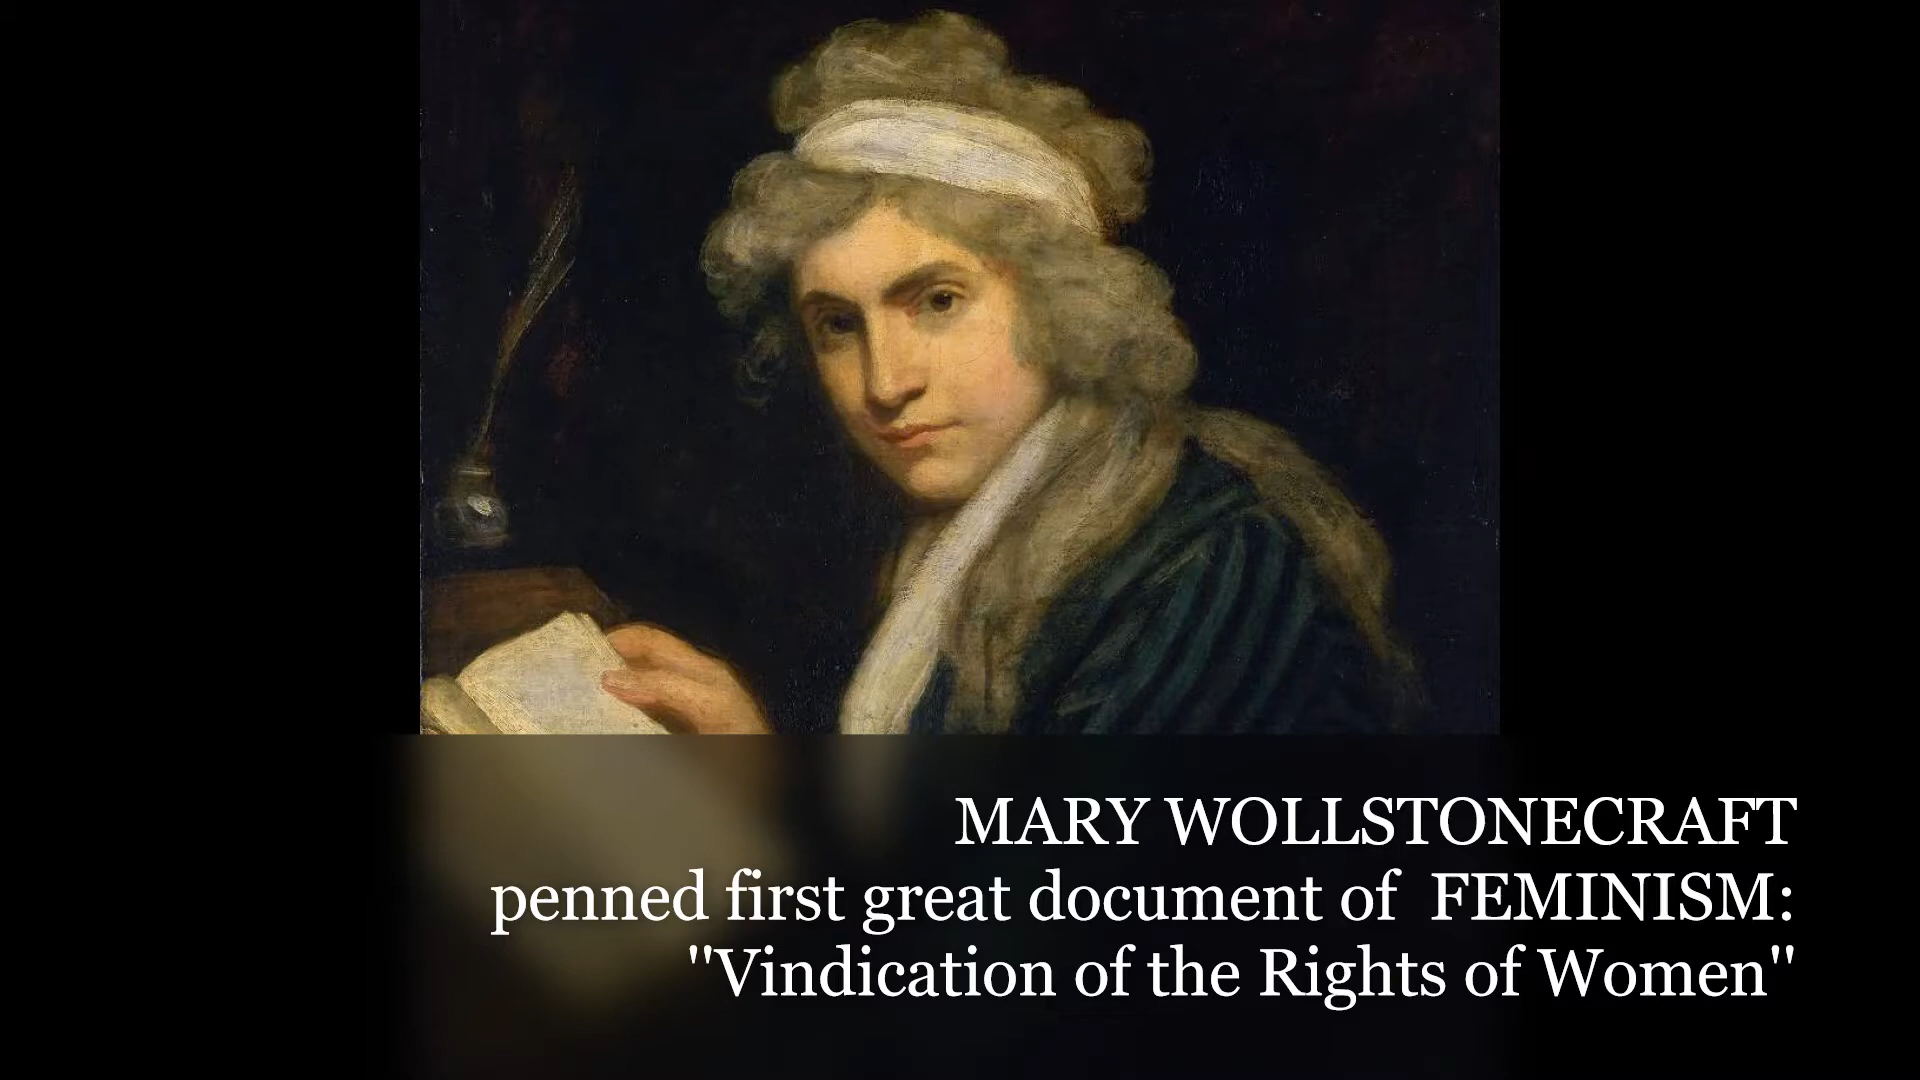 MARY WOLLSTONECRAFT
penned first great document of  FEMINISM:
"Vindication of the Rights of Women"